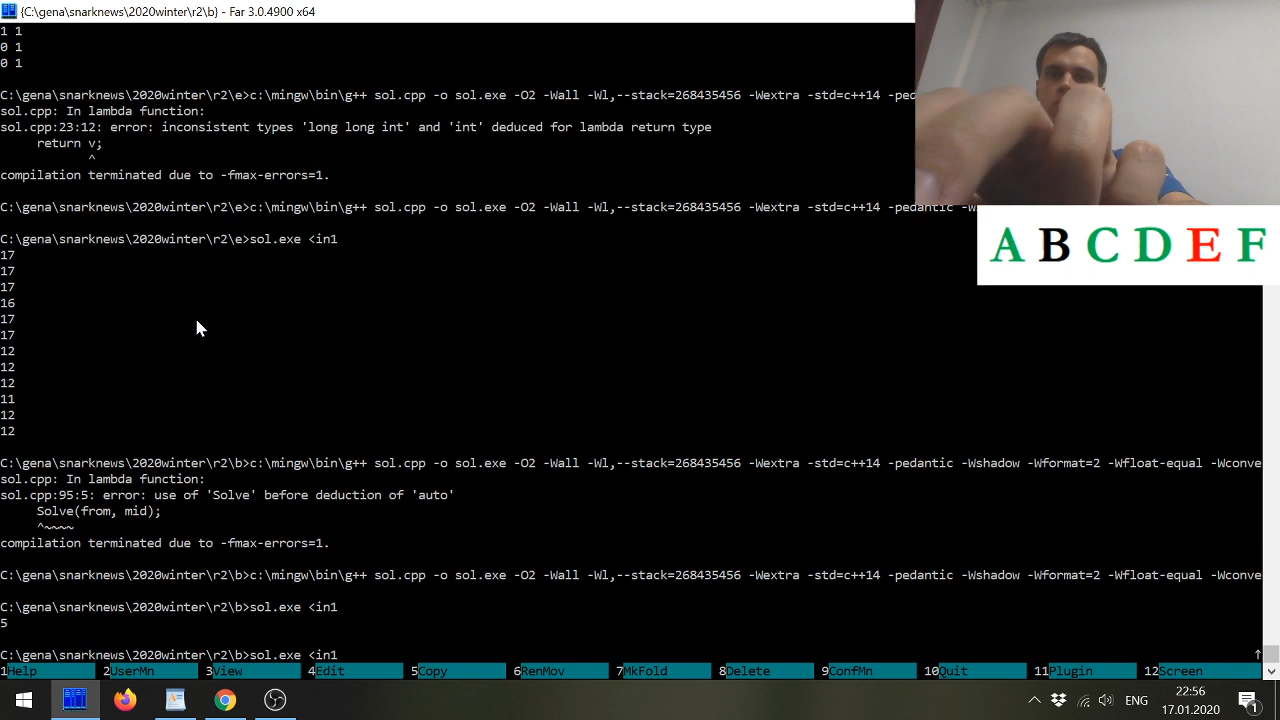 {C:\gena\snarknews\2020winter\r2\b} - Far 3.0.4900 x64
1 1
0 1
0 1
C:\gena\snarknews\2020winter\r2\e>c:\mingw\bin\g++ sol.cpp -o sol.exe -O2 -Wall -Wl,--stack=268435456 -Wextra -std=c++14 -ped
sol.cpp: In lambda function:
sol.cpp:23:12: error: inconsistent types 'long long int' and 'int' deduced for lambda return type
return v;
^
compilation terminated due to -fmax-errors=1.
C:\gena\snarknews\2020winter\r2\e>c:\mingw\bin\g++ sol.cpp -o sol.exe -O2 -Wall -Wl,--stack=268435456 -Wextra -std=c++14 -pedantic -Ws
C:\gena\snarknews\2020winter\r2\e>sol.exe <in1
A B C D E F
17
17
17
16
17
17
12
12
12
11
12
12
C:\gena\snarknews\2020winter\r2\b>c:\mingw\bin\g++ sol.cpp -o sol.exe -O2 -Wall -Wl,--stack=268435456 -Wextra -std=c++14 -pedantic -Wshadow -Wformat=2 -Wfloat-equal -Wconve
sol.cpp: In lambda function:
sol.cpp:95:5: error: use of 'Solve' before deduction of 'auto'
Solve(from, mid);
^~~~~
compilation terminated due to -fmax-errors=1.
C:\gena\snarknews\2020winter\r2\b>c:\mingw\bin\g++ sol.cpp -o sol.exe -O2 -Wall -Wl,--stack=268435456 -Wextra -std=c++14 -pedantic -Wshadow -Wformat=2 -Wfloat-equal -Wconve
C:\gena\snarknews\2020winter\r2\b>sol.exe <in1
5
C:\gena\snarknews\2020winter\r2\b>sol.exe <in1
1Help 2UserMn 3View 4Edit 5Copy 6RenMov 7MkFold 8Delete 9ConfMn 10Quit 11Plugin 12Screen
ENG
22:56
17.01.2020
1